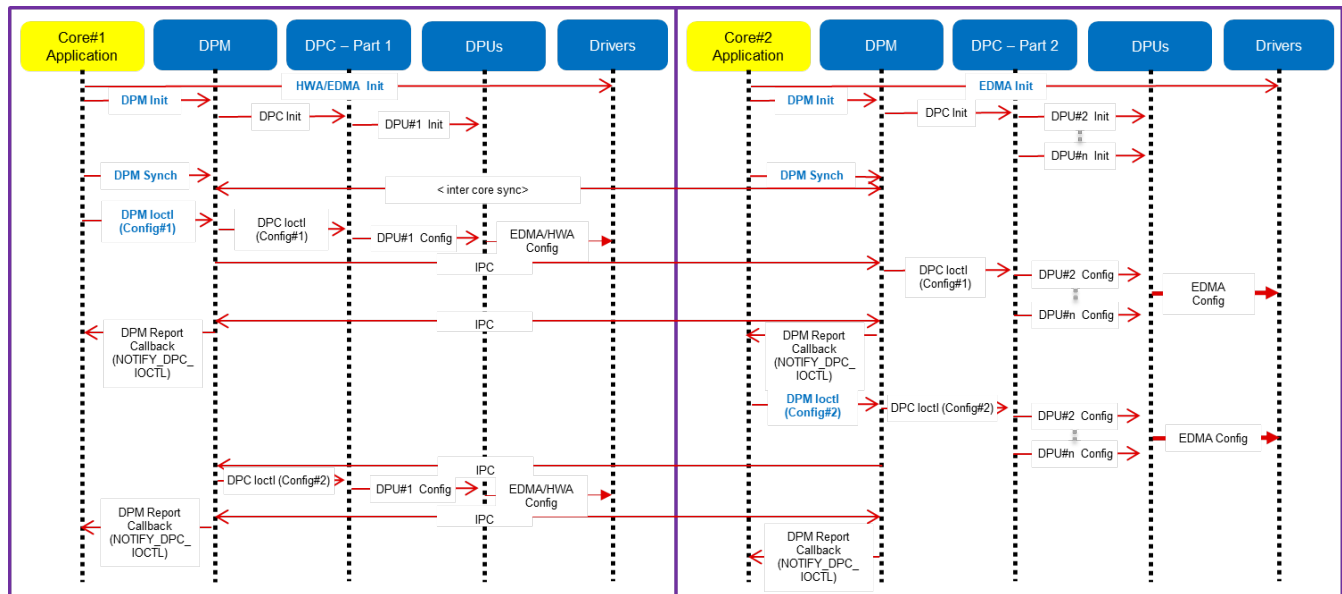 Core#1
Application
DPM
DPC – Part 1
DPUs
Drivers
Core#2
Application
DPM
DPC – Part 2
DPUs
Drivers
HWA/EDMA Init
DPM Init
DPC Init
DPU#1 Init
EDMA Init
DPM Init
DPC Init
DPU#2 Init
DPU#n Init
DPM Synch
< inter core sync>
DPM Synch
DPM Ioctl
(Config#1)
DPC Ioctl
(Config#1)
DPU#1 Config
EDMA/HWA
Config
IPC
DPC Ioctl
(Config#1)
DPU#2 Config
DPU#n Config
EDMA
Config
IPC
DPM Report
Callback
(NOTIFY_DPC_
IOCTL)
DPM Report
Callback
(NOTIFY_DPC_
IOCTL)
DPM Ioctl
(Config#2)
DPC Ioctl (Config#2)
DPU#2 Config
DPU#n Config
EDMA Config
IPC
DPC Ioctl (Config#2)
DPU#1 Config
EDMA/HWA
Config
IPC
DPM Report
Callback
(NOTIFY_DPC_
IOCTL)
DPM Report
Callback
(NOTIFY_DPC_
IOCTL)